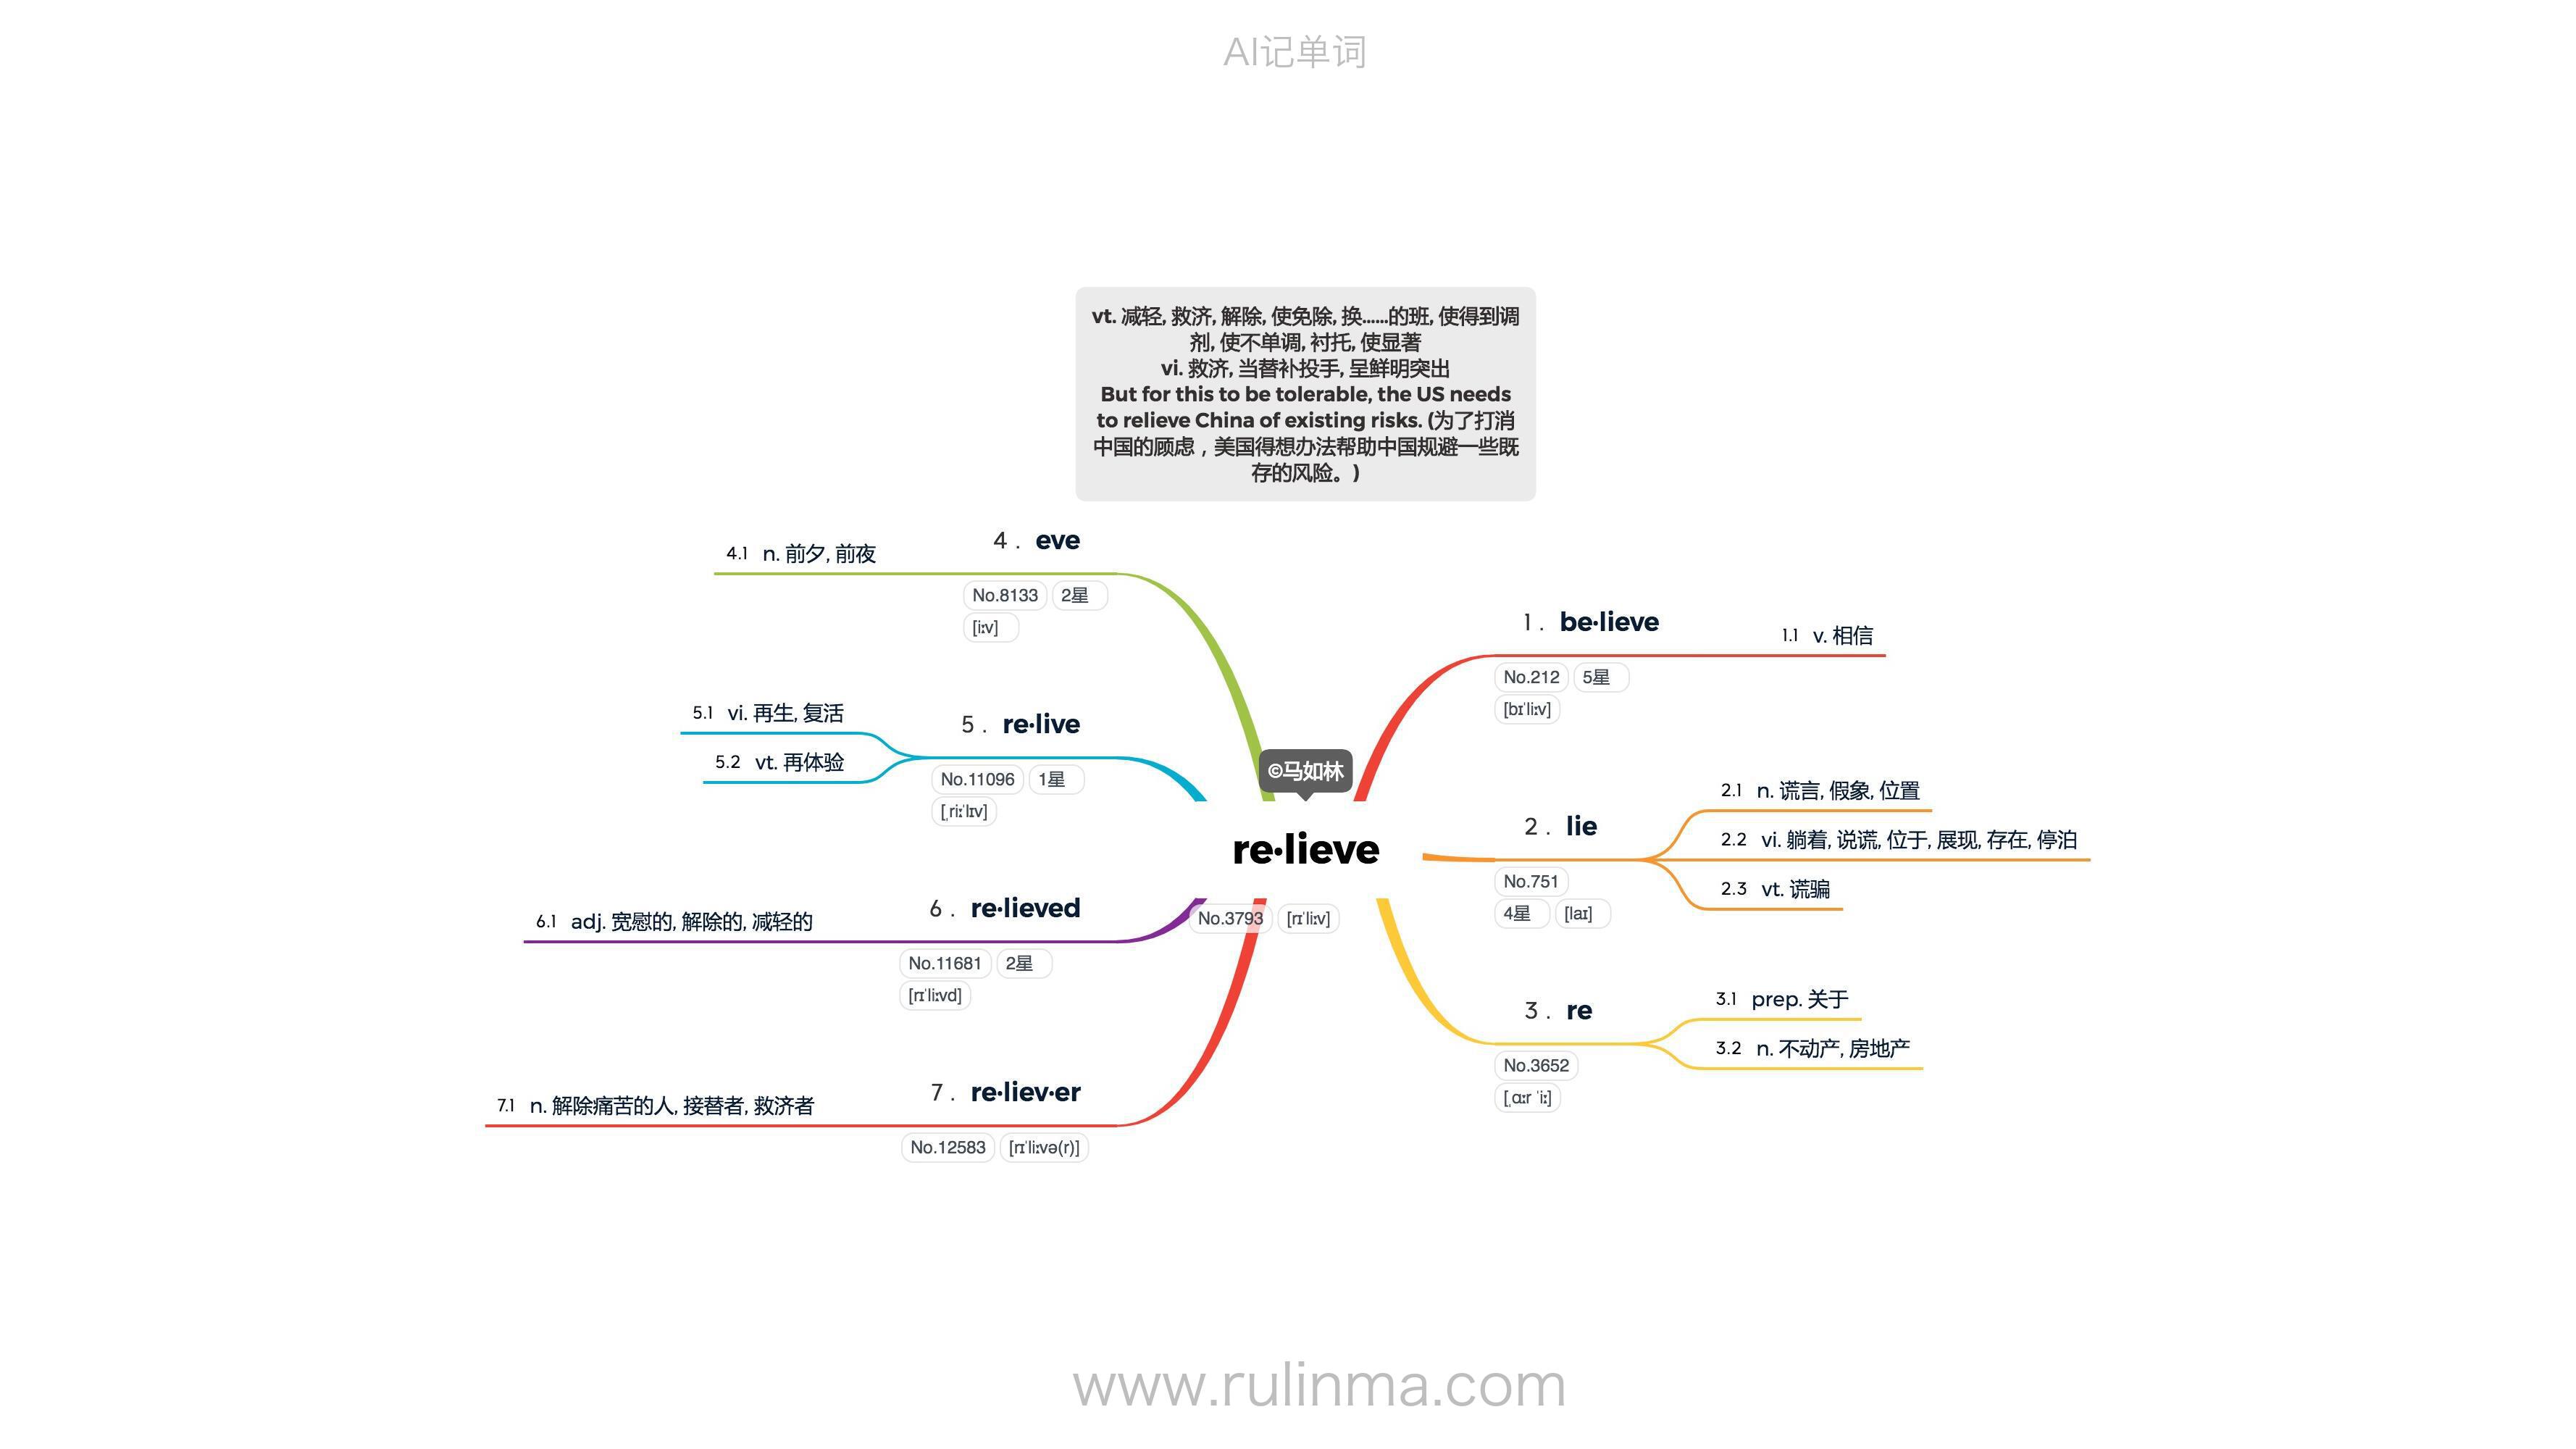 AI记单词
vt. 减轻, 救济, 解除, 使免除, 换……的班, 使得到调
剂, 使不单调, 衬托, 使显著
vi. 救济, 当替补投手, 呈鲜明突出
But for this to be tolerable, the US needs
to relieve China of existing risks. (为了打消
中国的顾虑，美国得想办法帮助中国规避一些既
存的风险。)
©马如林
re·lieve
No.3793 [rɪˈliːv]
1. be·lieve
No.212 5星
[bɪˈliːv]
1.1 v. 相信
2. lie
No.751
4星 [laɪ]
2.1 n. 谎言, 假象, 位置
2.2 vi. 躺着, 说谎, 位于, 展现, 存在, 停泊
2.3 vt. 谎骗
3. re
No.3652
[ˌɑːr ˈiː]
3.1 prep. 关于
3.2 n. 不动产, 房地产
4. eve
No.8133 2星
[iːv]
4.1 n. 前夕, 前夜
5. re·live
No.11096 1星
[ˌriːˈlɪv]
5.1 vi. 再生, 复活
5.2 vt. 再体验
6. re·lieved
No.11681 2星
[rɪˈliːvd]
6.1 adj. 宽慰的, 解除的, 减轻的
7. re·liev·er
No.12583 [rɪˈliːvə(r)]
7.1 n. 解除痛苦的人, 接替者, 救济者
www.rulinma.com